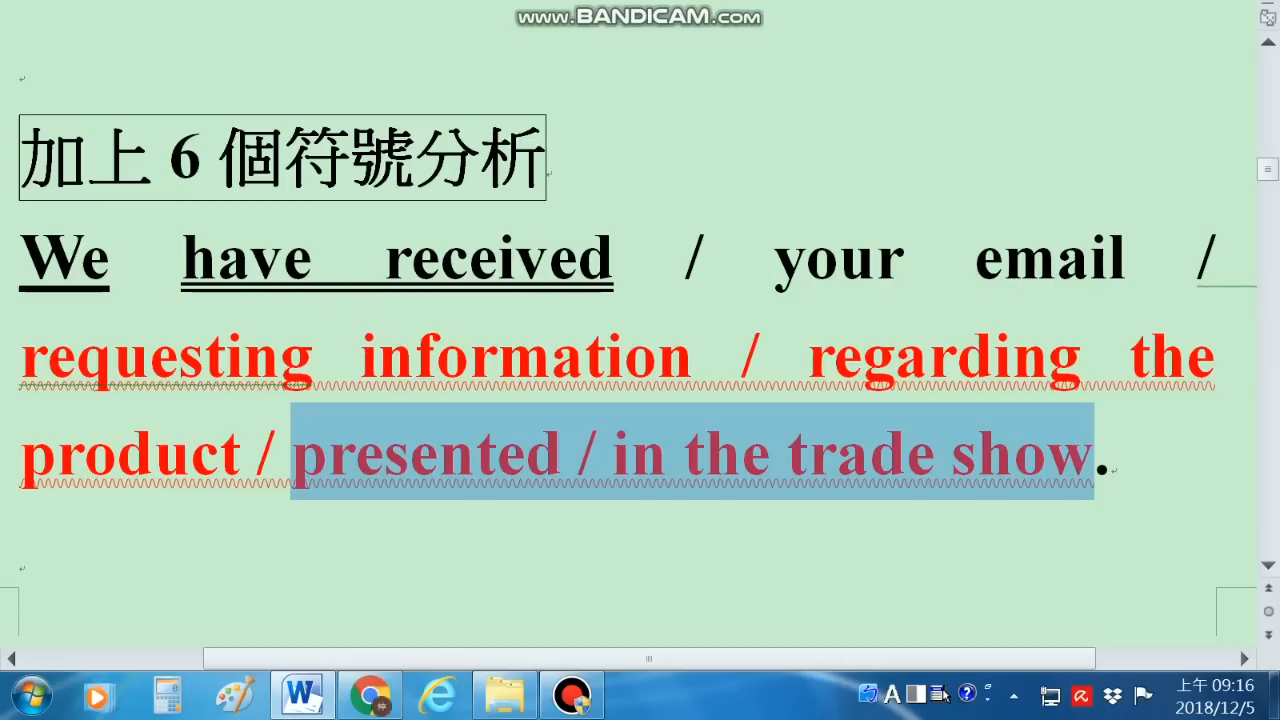 www.BANDICAM.com
加上 6 個符號分析
We have received / your email /
requesting information / regarding the
product / presented / in the trade show.
上午 09:16
2018/12/5